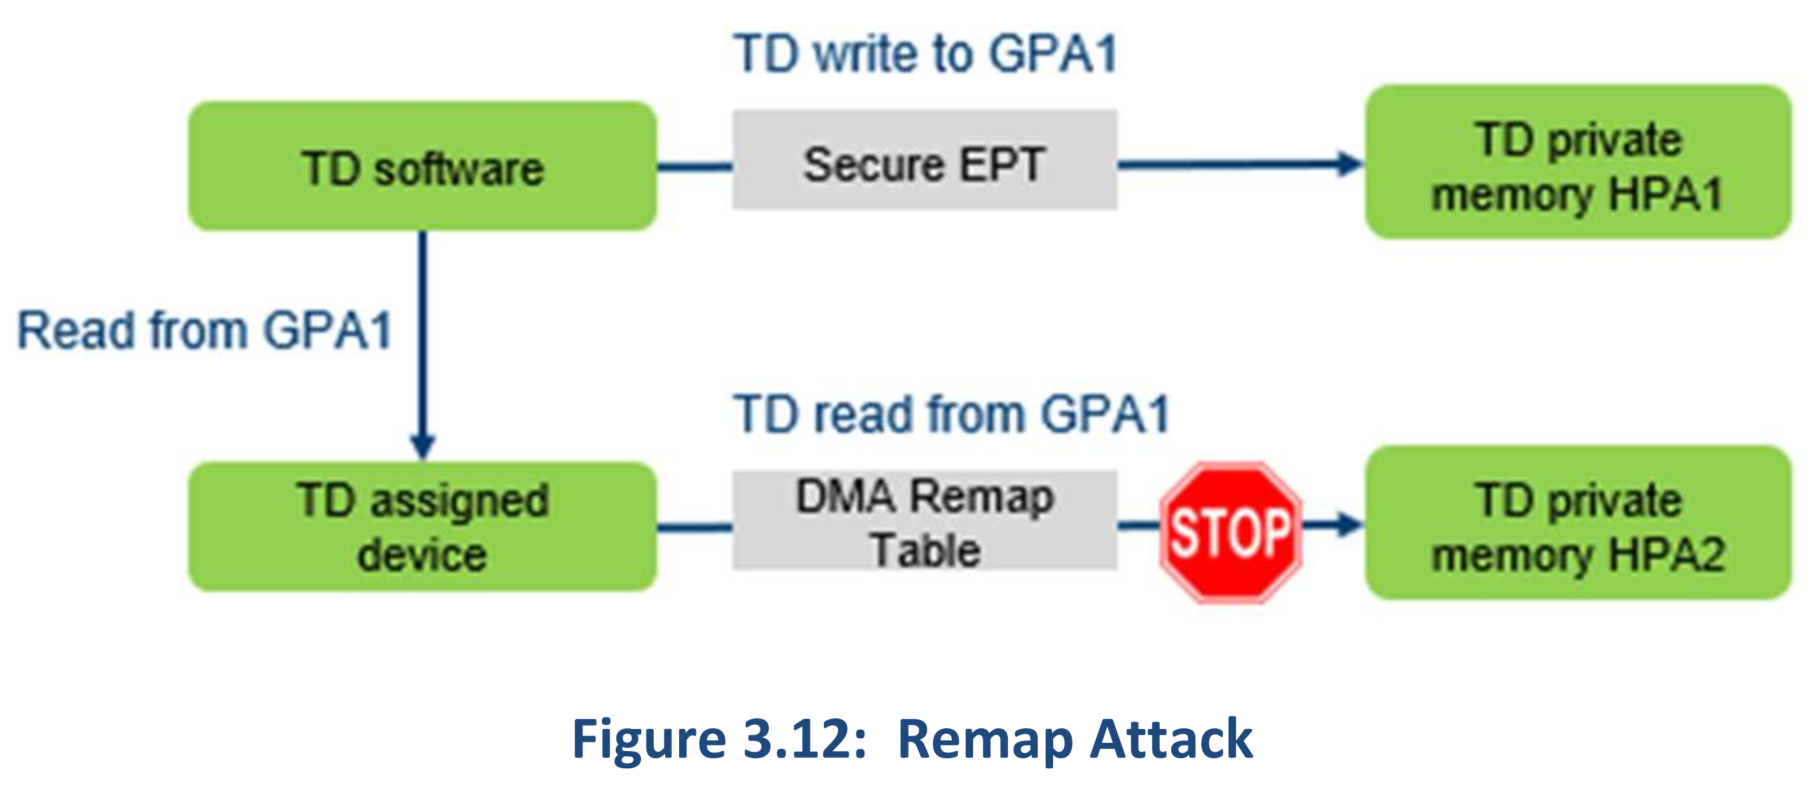 TD write to GPA1
TD software
Secure EPT
TD private
memory HPA1
Read from GPA1
TD read from GPA1
TD assigned
device
DMA Remap
Table
STOP
TD private
memory HPA2
Figure 3.12:  Remap Attack